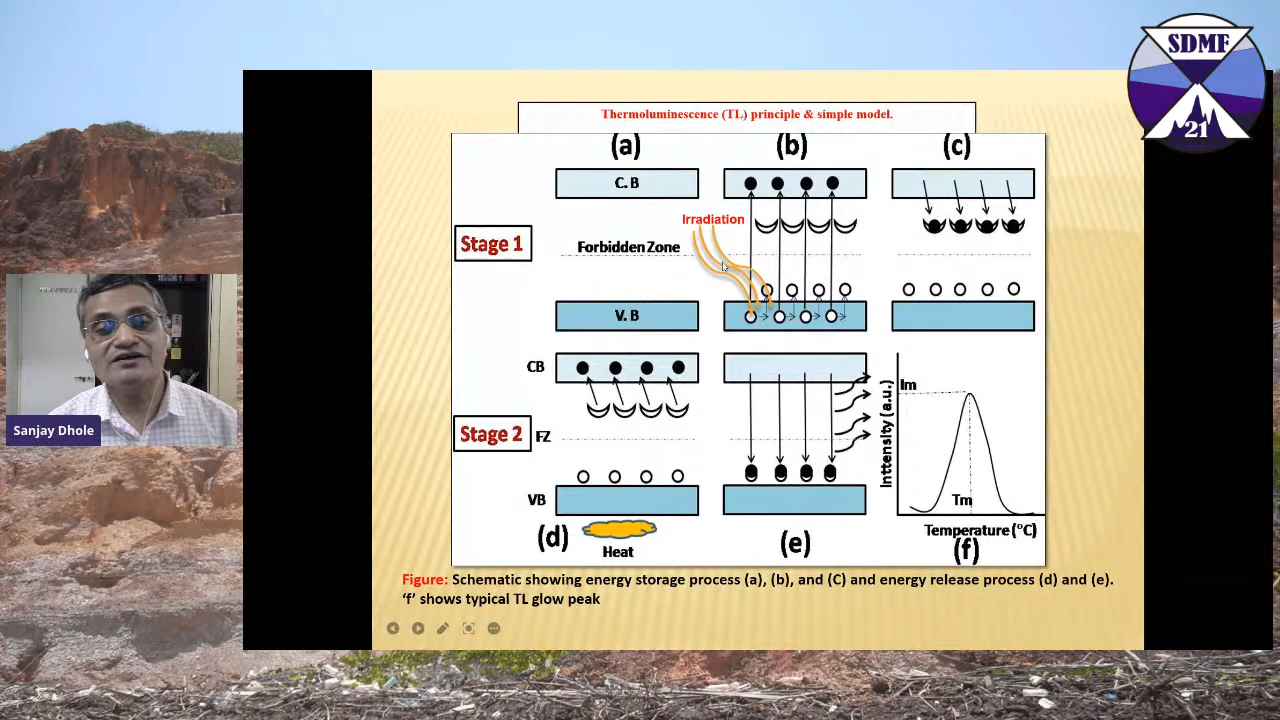 SDMF
21
Thermoluminescence (TL) principle & simple model.
(a)
(b)
(c)
C. B
Irradiation
Stage 1
Forbidden Zone
V. B
CB
Im
Stage 2
FZ
Inttensity (a.u.)
Sanjay Dhole
VB
Tm
Temperature (°C)
(d)
(e)
(f)
Heat
Figure: Schematic showing energy storage process (a), (b), and (C) and energy release process (d) and (e).
‘f’ shows typical TL glow peak